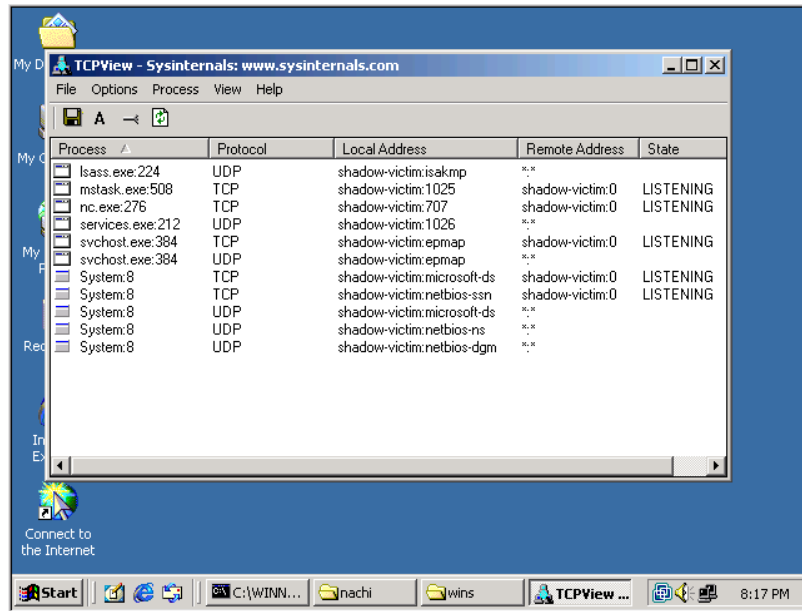 My D
TCPView - Sysinternals: www.sysinternals.com
File Options Process View Help
A
Process Protocol Local Address Remote Address State
lsass.exe:224 UDP shadow-victim:isakmp *:*
mstask.exe:508 TCP shadow-victim:1025 shadow-victim:0 LISTENING
nc.exe:276 TCP shadow-victim:707 shadow-victim:0 LISTENING
services.exe:212 UDP shadow-victim:1026 *:*
svchost.exe:384 TCP shadow-victim:epmap shadow-victim:0 LISTENING
svchost.exe:384 UDP shadow-victim:epmap *:*
System:8 TCP shadow-victim:microsoft-ds shadow-victim:0 LISTENING
System:8 TCP shadow-victim:netbios-ssn shadow-victim:0 LISTENING
System:8 UDP shadow-victim:microsoft-ds *:*
System:8 UDP shadow-victim:netbios-ns *:*
System:8 UDP shadow-victim:netbios-dgm *:*
My C
My
Rec
In
Connect to
the Internet
Start C:\WINN... nachi wins TCPView ... 8:17 PM